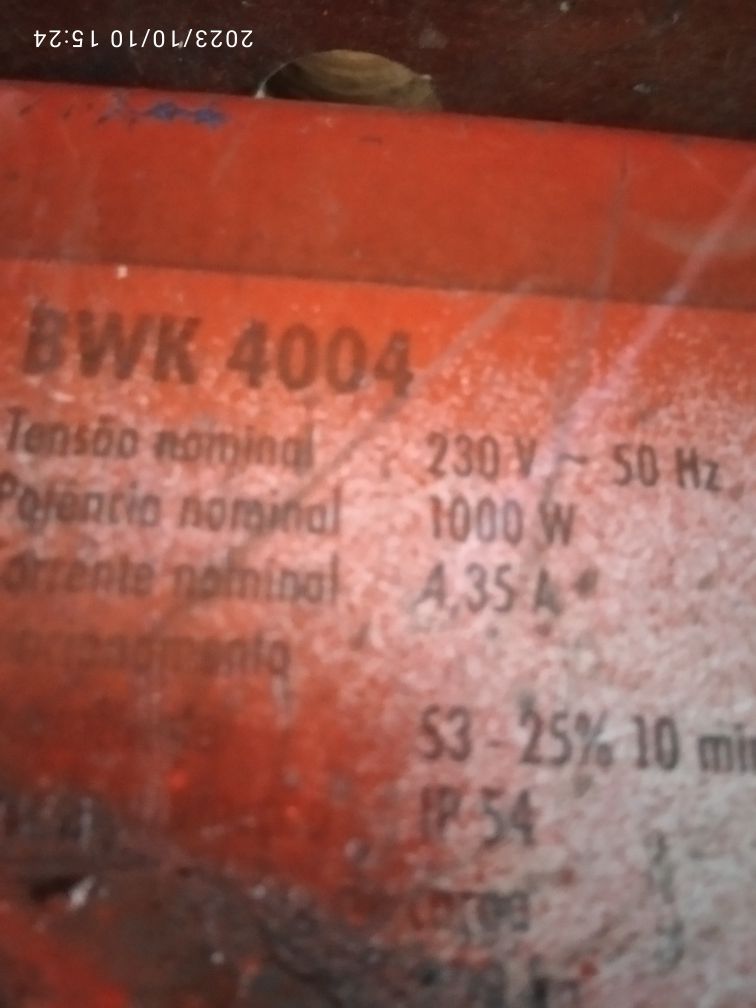 2023/10/10 15:24
BWK 4004
Tensão nominal 230 V ~ 50 Hz
Potência nominal 1000 W
nominal 4,35 A
S3 - 25% 10 min
IP 54